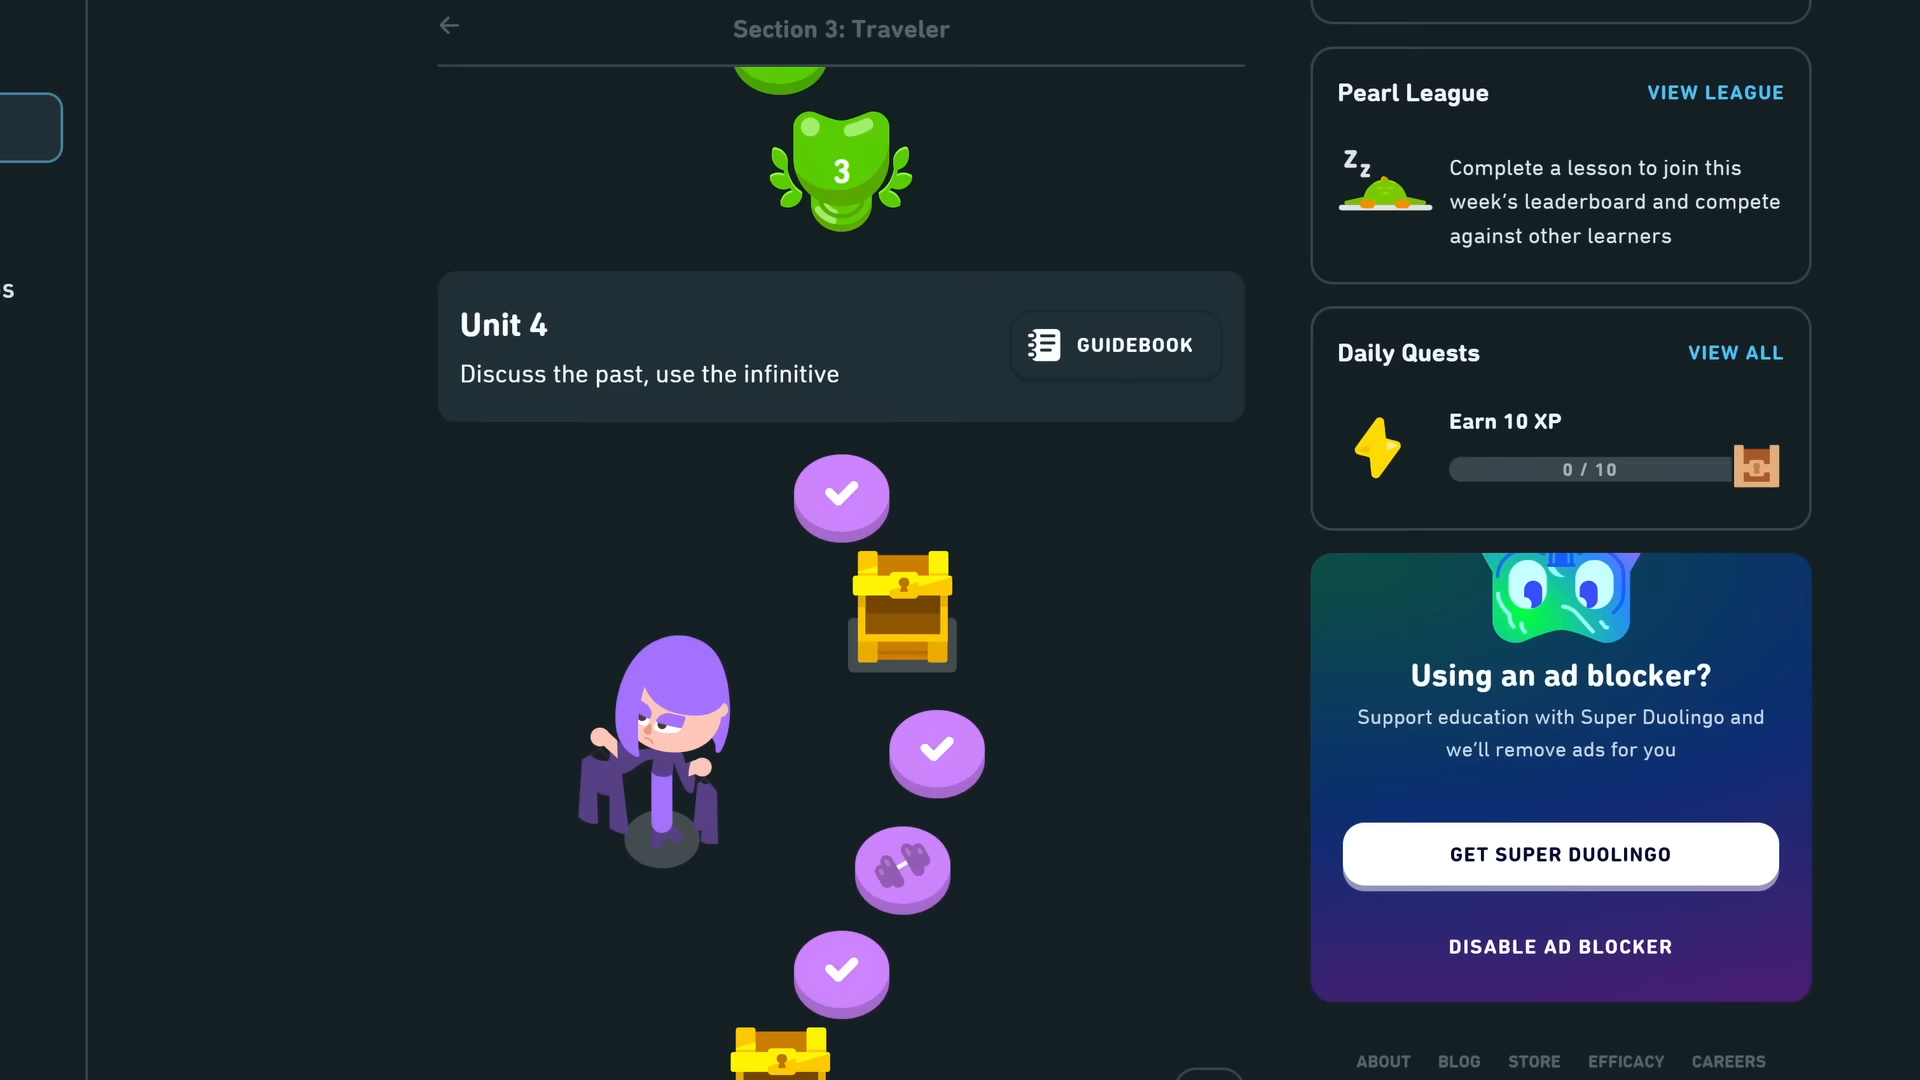 Section 3: Traveler
3
Unit 4
Discuss the past, use the infinitive
GUIDEBOOK
s
Pearl League
VIEW LEAGUE
Z
z
Complete a lesson to join this
week's leaderboard and compete
against other learners
Daily Quests
VIEW ALL
Earn 10 XP
0 / 10
Using an ad blocker?
Support education with Super Duolingo and
we'll remove ads for you
GET SUPER DUOLINGO
DISABLE AD BLOCKER
ABOUT BLOG STORE EFFICACY CAREERS